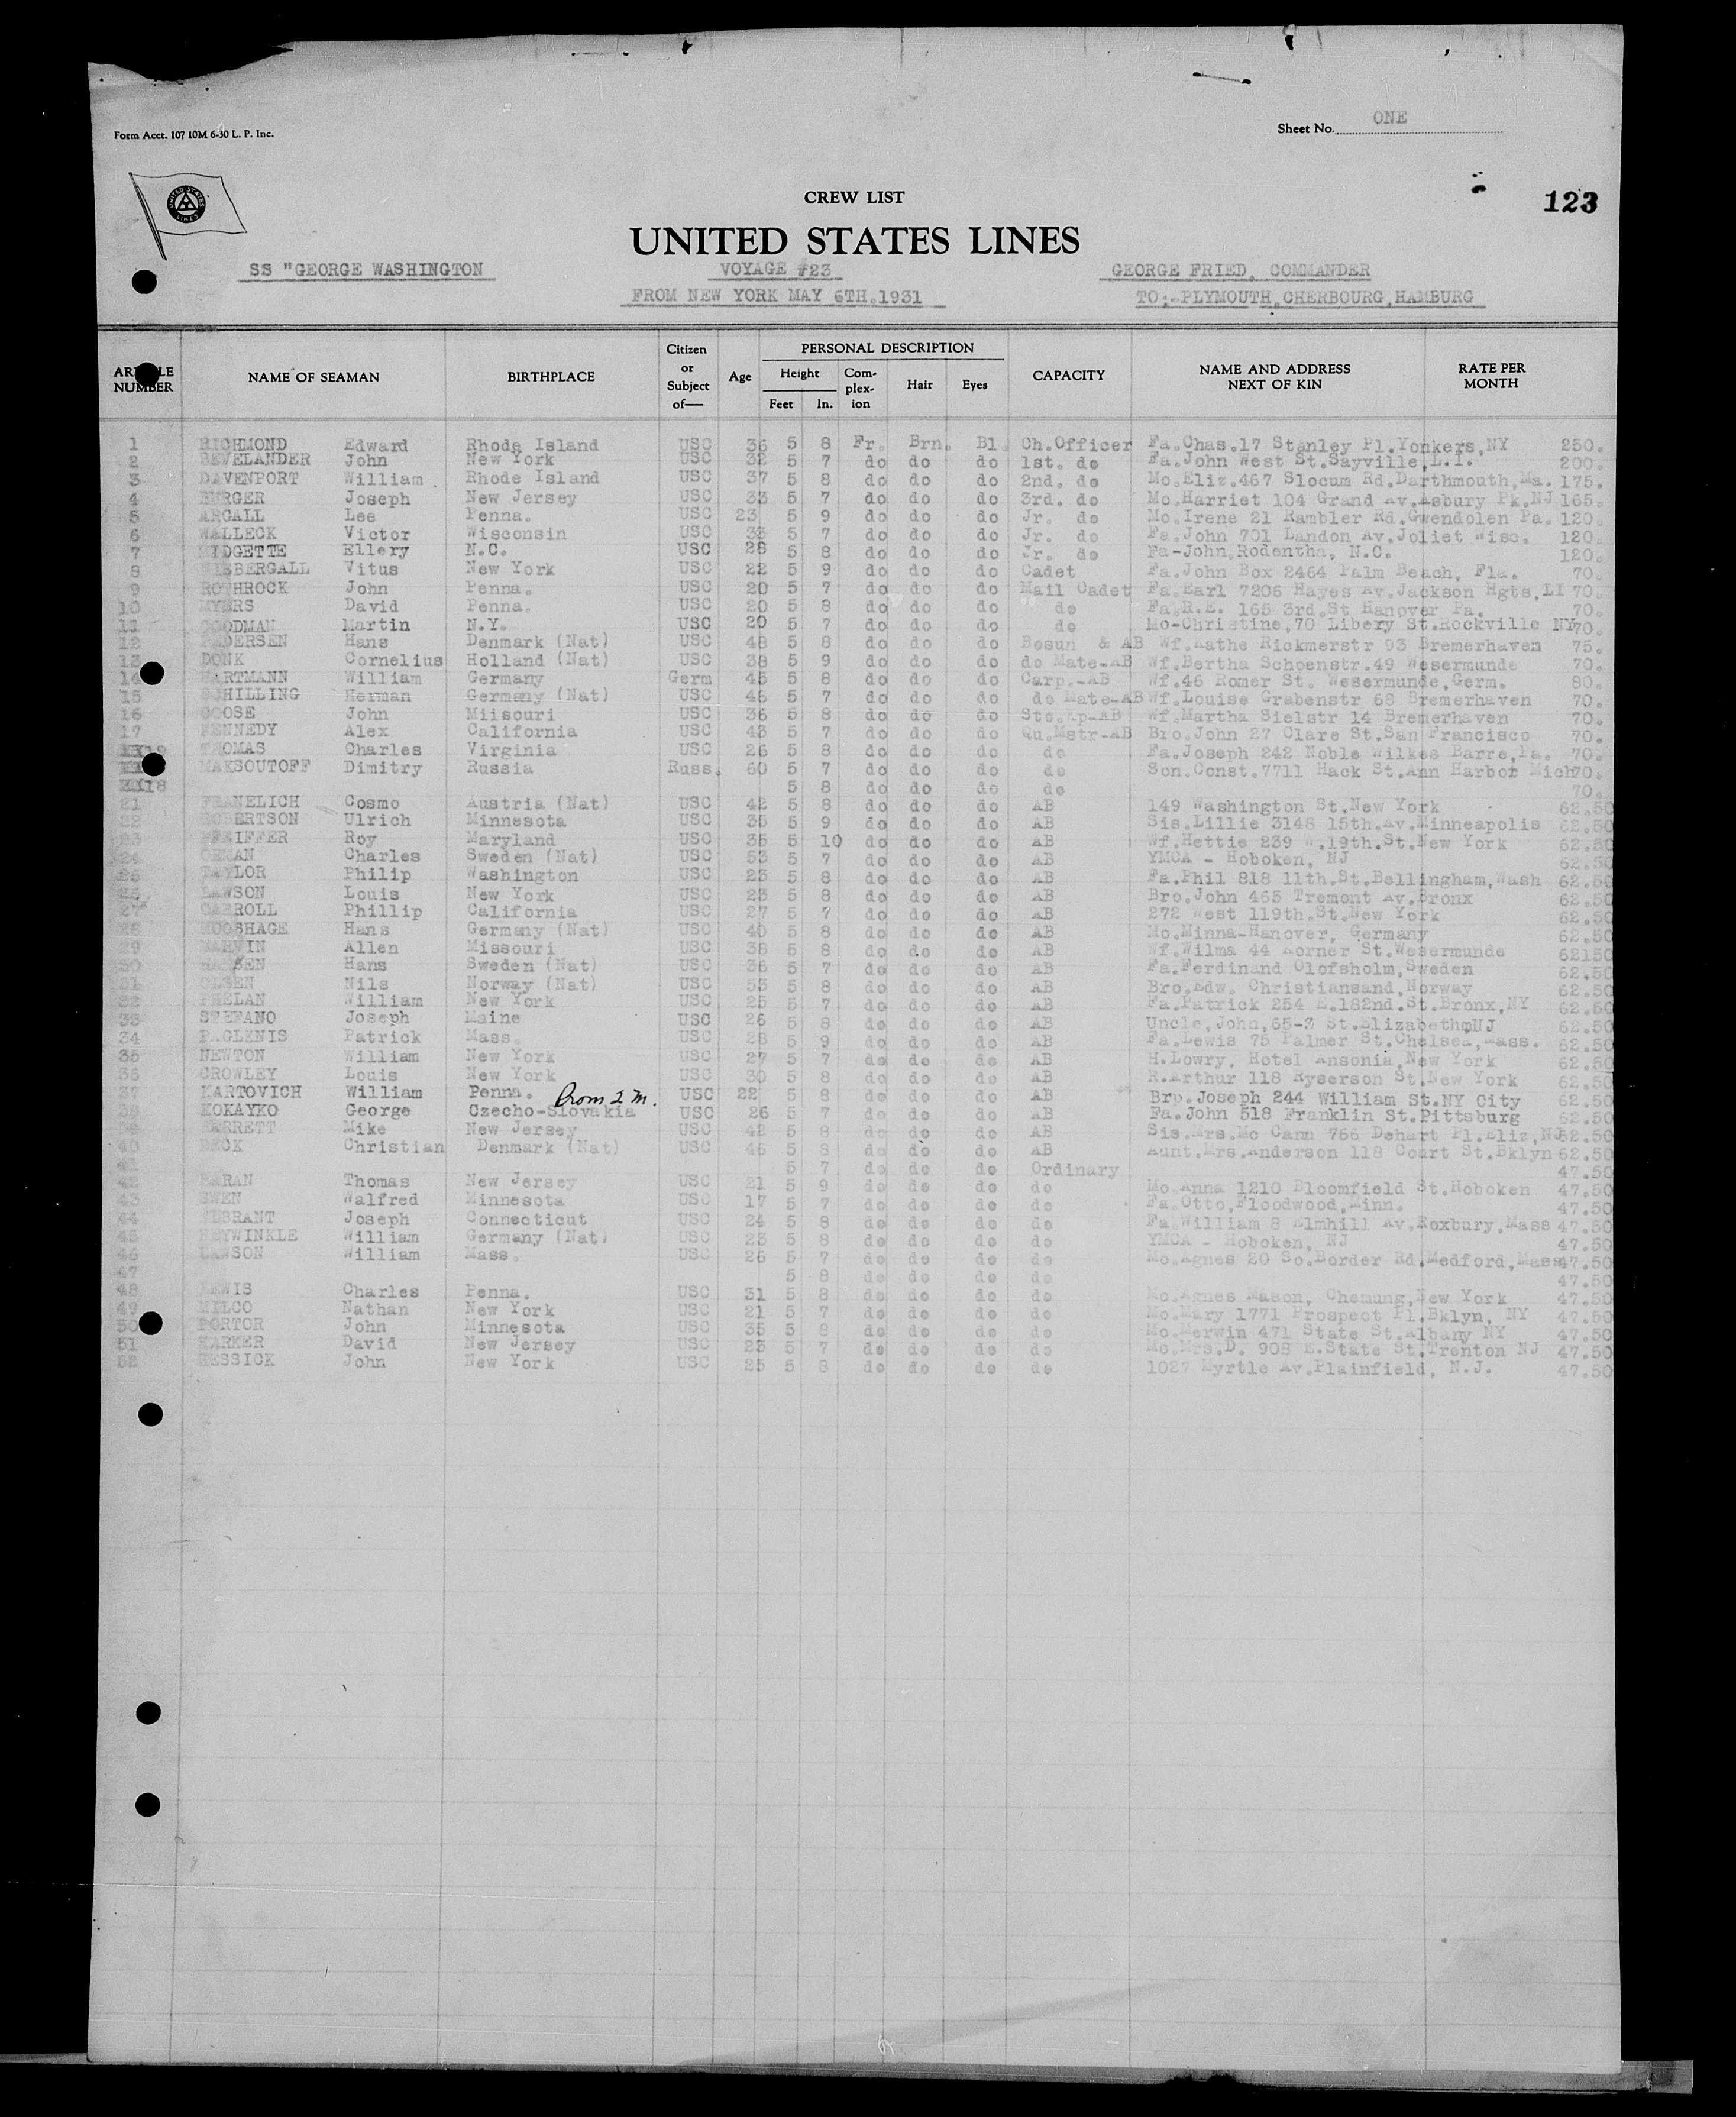 Form Acct. 107 10M 6-30 L. P. Inc.
Sheet No. ONE
UNITED STATES LINES
CREW LIST
123
UNITED STATES LINES
SS "GEORGE WASHINGTON VOYAGE #23 GEORGE FRIED, COMMANDER
FROM NEW YORK MAY 6TH.1931 TO:-PLYMOUTH,CHERBOURG,HAMBURG
ARTICLE NUMBER NAME OF SEAMAN BIRTHPLACE Citizen or Subject of— Age PERSONAL DESCRIPTION Height Feet In. Complexion Hair Eyes CAPACITY NAME AND ADDRESS NEXT OF KIN RATE PER MONTH
1 RICHMOND Edward Rhode Island USC 36 5 8 Fr. Brn. Bl. Ch.Officer Fa.Chas.17 Stanley Pl.Yonkers,NY 250.
2 BEVELANDER John New York USC 32 5 7 do do do 1st. do Fa.John West St.Sayville,L.I. 200.
3 DAVENPORT William Rhode Island USC 37 5 8 do do do 2nd. do Mo.Eliz.467 Slocum Rd.Darthmouth,Ma. 175.
4 BURGER Joseph New Jersey USC 33 5 7 do do do 3rd. do Mo.Harriet 104 Grand Av.Asbury Pk.NJ 165.
5 ARGALL Lee Penna. USC 23 5 9 do do do Jr. do Mo.Irene 21 Rambler Rd.Gwendolen Pa. 120.
6 WALLECK Victor Wisconsin USC 33 5 7 do do do Jr. do Fa.John 701 Landon Av.Joliet Wisc. 120.
7 MIDGETTE Ellery N.C. USC 28 5 8 do do do Jr. do Fa-John,Rodentha, N.C. 120.
8 Vitus New York USC 22 5 9 do do do Cadet Fa.John Box 2464 Palm Beach, Fla. 70.
9 ROTHROCK John Penna. USC 20 5 7 do do do Mail Cadet Fa.Earl 7206 Hayes Av.Jackson Hgts,LI 70.
10 MYERS David Penna. USC 20 5 8 do do do do Fa.R.E. 165 3rd.St Hanover Pa. 70.
11 GOODMAN Martin N.Y. USC 20 5 7 do do do do Mo-Christine,70 Libery St.Rockville NY 70.
12 PEDERSEN Hans Denmark (Nat) USC 48 5 8 do do do Bosun & AB Wf.Kathe Rickmerstr 93 Bremerhaven 75.
13 DONK Cornelius Holland (Nat) USC 38 5 9 do do do do Mate-AB Wf.Bertha Schoenstr.49 Wesermunde 70.
14 HARTMANN William Germany Germ 45 5 8 do do do Carp.-AB Wf.46 Romer St. Wesermunde,Germ. 80.
15 SCHILLING Herman Germany (Nat) USC 46 5 7 do do do do Mate-AB Wf.Louise Grabenstr 68 Bremerhaven 70.
16 GOOSE John Miisouri USC 36 5 8 do do do Sto.Kp-AB Wf.Martha Sielstr 14 Bremerhaven 70.
17 KENNEDY Alex California USC 43 5 7 do do do Qu.Mstr-AB Bro.John 27 Clare St.San Francisco 70.
THOMAS Charles Virginia USC 26 5 8 do do do do Fa.Joseph 242 Noble Wilkes Barre,Pa. 70.
MAKSOUTOFF Dimitry Russia Russ. 60 5 7 do do do do Son.Const.7711 Hack St.Ann Harbor Mich 70.
18 5 8 do do do do 70.
21 FRANELICH Cosmo Austria (Nat) USC 42 5 8 do do do AB 149 Washington St.New York 62.50
22 ROBERTSON Ulrich Minnesota USC 35 5 9 do do do AB Sis.Lillie 3148 15th.Av.Minneapolis 62.50
23 PFEIFFER Roy Maryland USC 35 5 10 do do do AB Wf.Hettie 239 W.19th.St.New York 62.50
24 Charles Sweden (Nat) USC 53 5 7 do do do AB YMCA - Hoboken, NJ 62.50
25 TAYLOR Philip Washington USC 23 5 8 do do do AB Fa.Phil 818 11th.St.Bellingham,Wash 62.50
26 LAWSON Louis New York USC 23 5 8 do do do AB Bro.John 465 Tremont Av.Bronx 62.50
27 CARROLL Phillip California USC 27 5 7 do do do AB 272 West 119th.St.New York 62.50
28 MOOSHAGE Hans Germany (Nat) USC 40 5 8 do do do AB Mo.Minna-Hanover, Germany 62.50
29 Allen Missouri USC 38 5 8 do do do AB Wf.Wilma 44 Korner St.Wesermunde 62150
30 HANSEN Hans Sweden (Nat) USC 36 5 7 do do do AB Fa.Ferdinand Olofsholm,Sweden 62.50
31 OLSEN Nils Norway (Nat) USC 53 5 8 do do do AB Bro.Edw. Christiansand,Norway 62.50
32 PHELAN William New York USC 25 5 7 do do do AB Fa.Patrick 254 E.182nd.St.Bronx,NY 62.50
33 STEFANO Joseph Maine USC 26 5 8 do do do AB Uncle,John,65-3 St.Elizabeth,NJ 62.50
34 PAGLENIS Patrick Mass. USC 28 5 9 do do do AB Fa.Lewis 75 Palmer St.Chelsea,Mass. 62.50
35 NEWTON William New York USC 27 5 7 do do do AB H.Lowry, Hotel Ansonia,New York 62.50
36 CROWLEY Louis New York USC 30 5 8 do do do AB R.Arthur 118 Ryserson St.New York 62.50
37 KARTOVICH William Penna. USC 22 5 8 do do do AB Bro.Joseph 244 William St.NY City 62.50
38 KOKAYKO George Czecho-Slovakia USC 26 5 7 do do do AB Fa.John 518 Franklin St.Pittsburg 62.50
39 Mike New Jersey USC 42 5 8 do do do AB Sis.Mrs.Mc Cann 766 Dehart Pl.Eliz,NJ 62.50
40 BECK Christian Denmark (Nat) USC 46 5 8 do do do AB Aunt.Mrs.Anderson 118 Court St.Bklyn 62.50
41 5 7 do do do Ordinary 47.50
42 Thomas New Jersey USC 21 5 9 do do do do Mo.Anna 1210 Bloomfield St.Hoboken 47.50
43 SWEN Walfred Minnesota USC 17 5 7 do do do do Fa.Otto,Floodwood,Minn. 47.50
44 Joseph Connecticut USC 24 5 8 do do do do Fa.William 8 Elmhill Av.Roxbury,Mass 47.50
45 HEYWINKLE William Germany (Nat) USC 23 5 8 do do do do YMCA - Hoboken, NJ 47.50
46 LAWSON William Mass. USC 26 5 7 do do do do Mo.Agnes 20 So.Border Rd.Medford,Mass 47.50
47 5 8 do do do do 47.50
48 LEWIS Charles Penna. USC 31 5 8 do do do do Mo.Agnes Mason, Chemung,New York 47.50
49 MILCO Nathan New York USC 21 5 7 do do do do Mo.Mary 1771 Prospect Pl.Bklyn, NY 47.50
50 PORTOR John Minnesota USC 35 5 8 do do do do Mo.Merwin 471 State St.Albany NY 47.50
51 HARKER David New Jersey USC 23 5 7 do do do do Mo.Mrs.D. 908 E.State St.Trenton NJ 47.50
52 HESSICK John New York USC 25 5 8 do do do do 1027 Myrtle Av.Plainfield, N.J. 47.50